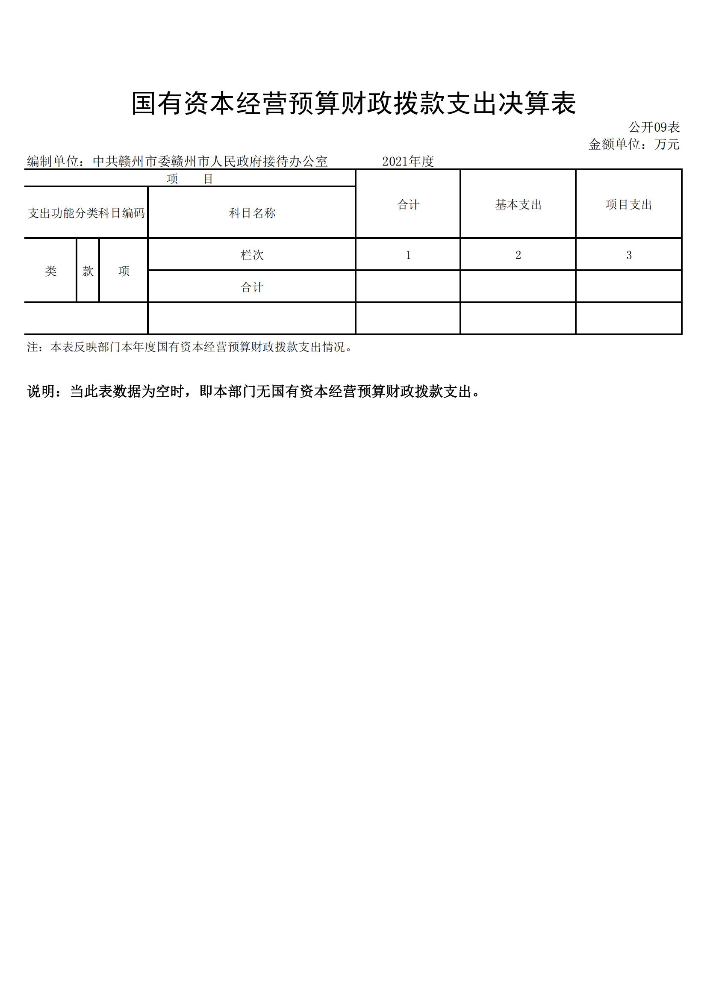 国有资本经营预算财政拨款支出决算表
公开09表
金额单位：万元
编制单位：中共赣州市委赣州市人民政府接待办公室 2021年度
项 目
合计 基本支出 项目支出
支出功能分类科目编码 科目名称
类 款 项
栏次 1 2 3
合计
注：本表反映部门本年度国有资本经营预算财政拨款支出情况。
说明：当此表数据为空时，即本部门无国有资本经营预算财政拨款支出。